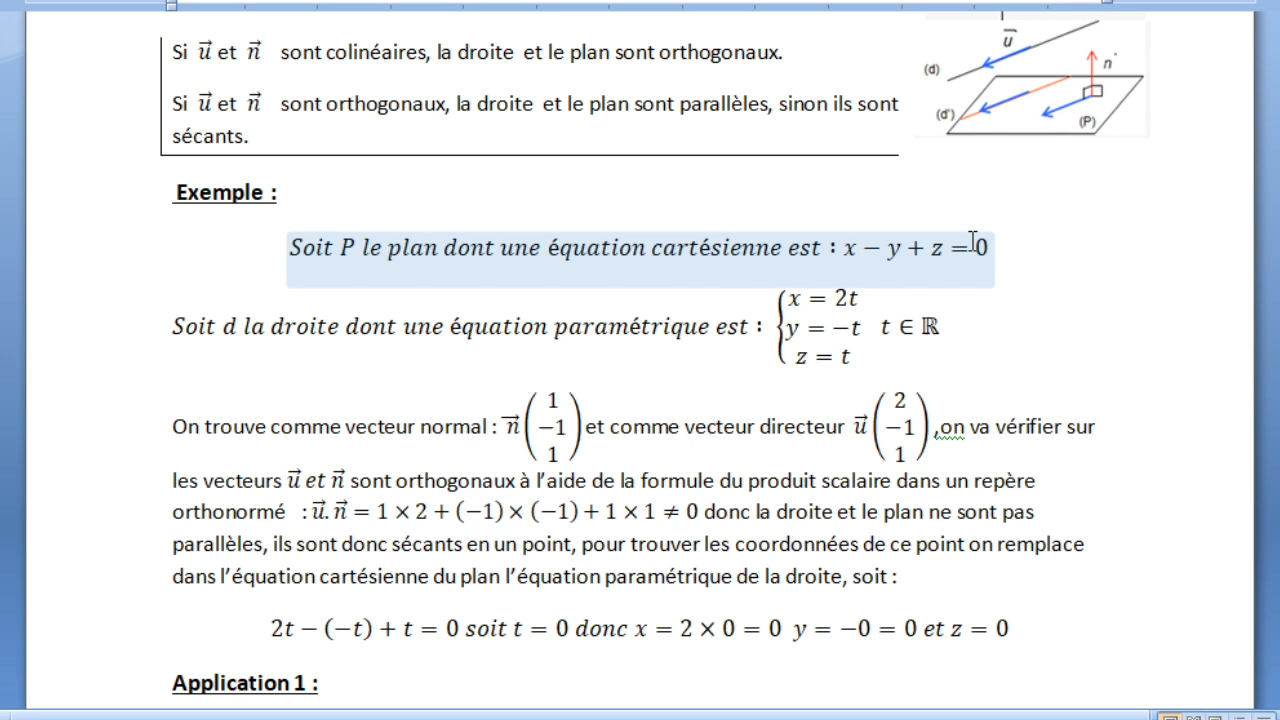 Si u⃗ et n⃗ sont colinéaires, la droite et le plan sont orthogonaux.
Si u⃗ et n⃗ sont orthogonaux, la droite et le plan sont parallèles, sinon ils sont
sécants.
u
(d)
n
(d')
(P)
Exemple :
Soit P le plan dont une équation cartésienne est : x − y + z = 0
Soit d la droite dont une équation paramétrique est : { x = 2t
y = −t t ∈ ℝ
z = t
On trouve comme vecteur normal : n⃗ (1 −1 1) et comme vecteur directeur u⃗ (2 −1 1) ,on va vérifier sur
les vecteurs u⃗ et n⃗ sont orthogonaux à l'aide de la formule du produit scalaire dans un repère
orthonormé : u⃗. n⃗ = 1 × 2 + (−1) × (−1) + 1 × 1 ≠ 0 donc la droite et le plan ne sont pas
parallèles, ils sont donc sécants en un point, pour trouver les coordonnées de ce point on remplace
dans l'équation cartésienne du plan l'équation paramétrique de la droite, soit :
2t − (−t) + t = 0 soit t = 0 donc x = 2 × 0 = 0 y = −0 = 0 et z = 0
Application 1 :